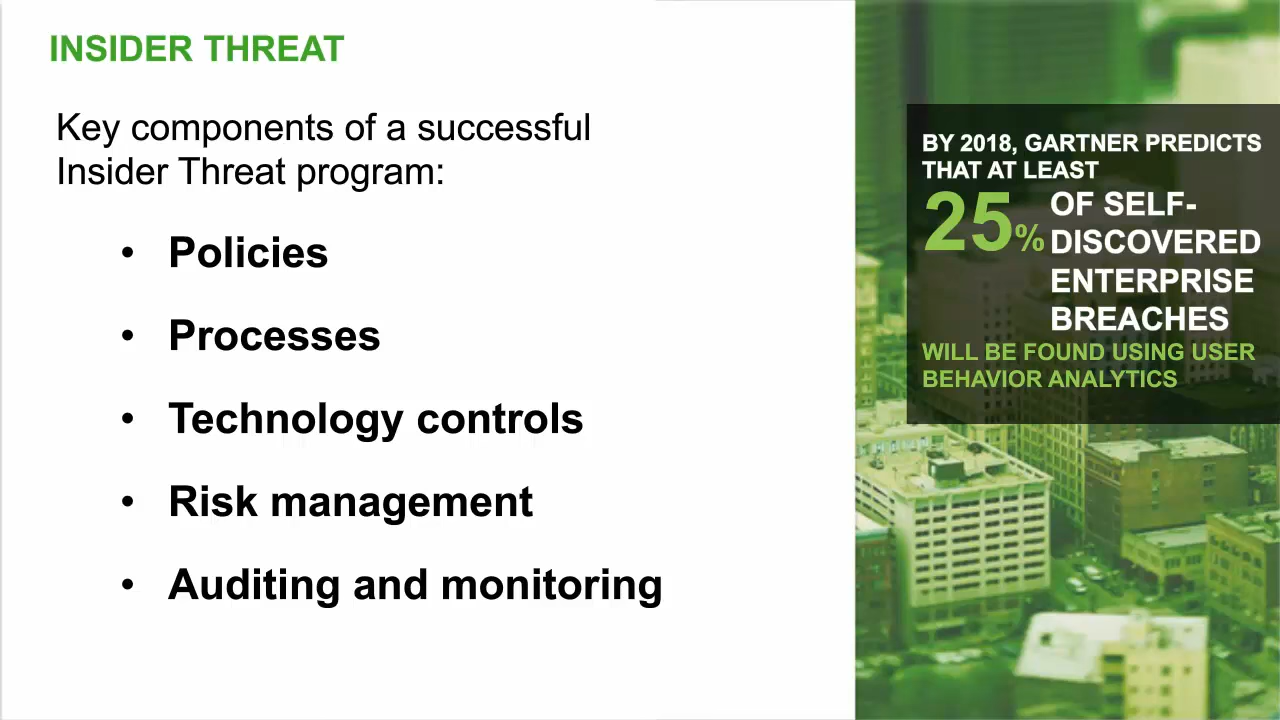 INSIDER THREAT
Key components of a successful
Insider Threat program:
• Policies
• Processes
• Technology controls
• Risk management
• Auditing and monitoring
BY 2018, GARTNER PREDICTS
THAT AT LEAST
25% OF SELF-
DISCOVERED
ENTERPRISE
BREACHES
WILL BE FOUND USING USER
BEHAVIOR ANALYTICS